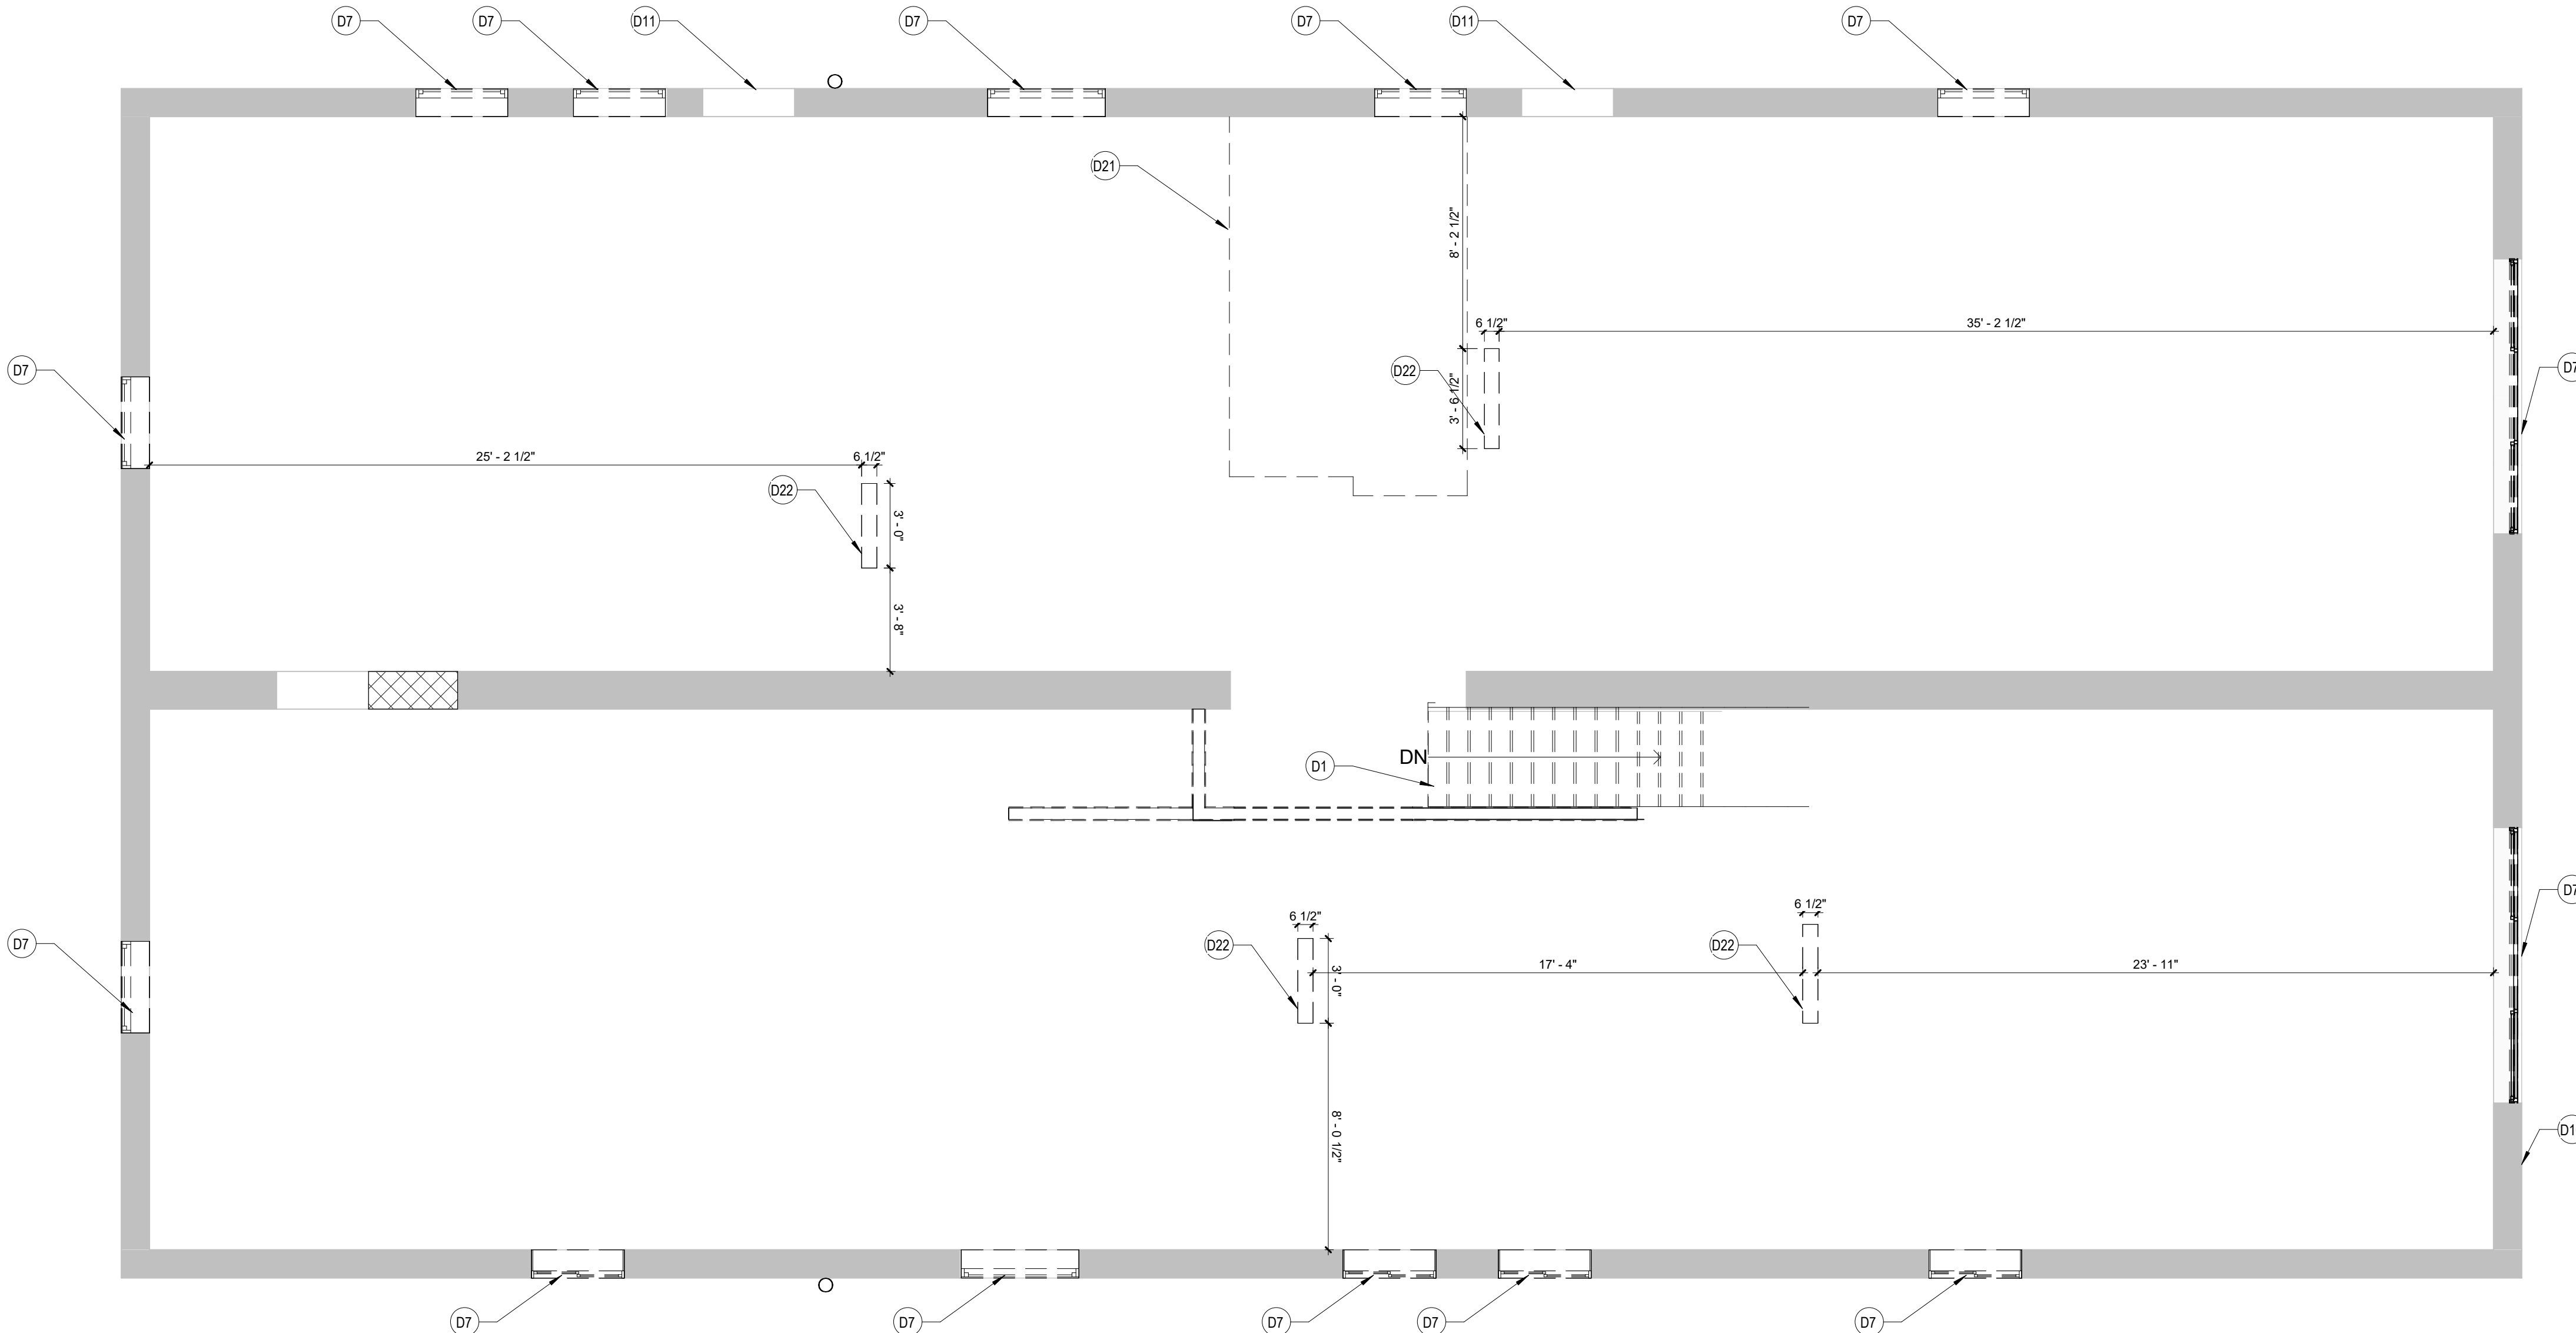 D7
D7
D11
D7
D7
D11
D7
D21
8' - 2 1/2"
6 1/2"
35' - 2 1/2"
D7
D7
D22
3' - 6 1/2"
25' - 2 1/2"
6 1/2"
D22
3' - 0"
3' - 8"
DN
D1
D7
6 1/2"
6 1/2"
D7
D22
D22
3' - 0"
17' - 4"
23' - 11"
8' - 0 1/2"
D1
D7
D7
D7
D7
D7